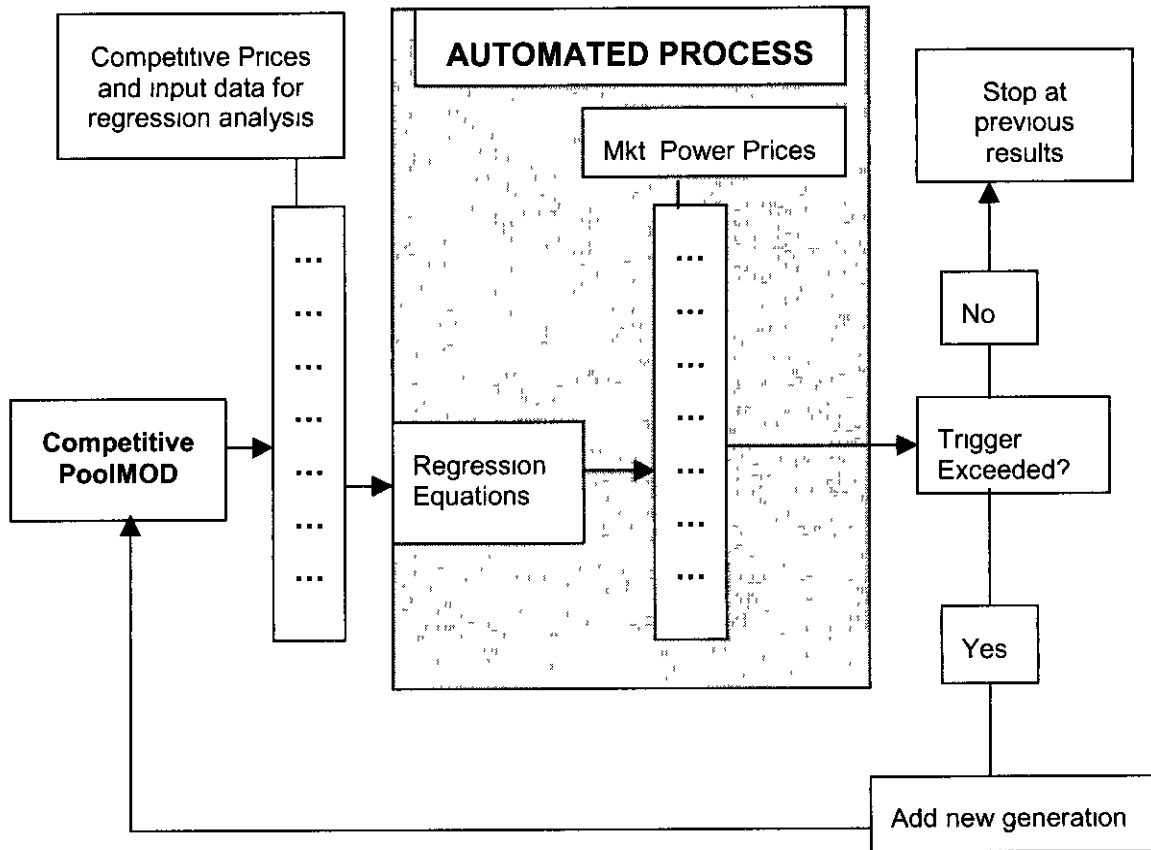 Competitive Prices
and input data for
regression analysis
AUTOMATED PROCESS
Mkt Power Prices
Stop at
previous
results
...
...
...
...
...
...
...
...
...
...
...
...
...
...
No
Competitive
PoolMOD
Regression
Equations
Trigger
Exceeded?
Yes
Add new generation